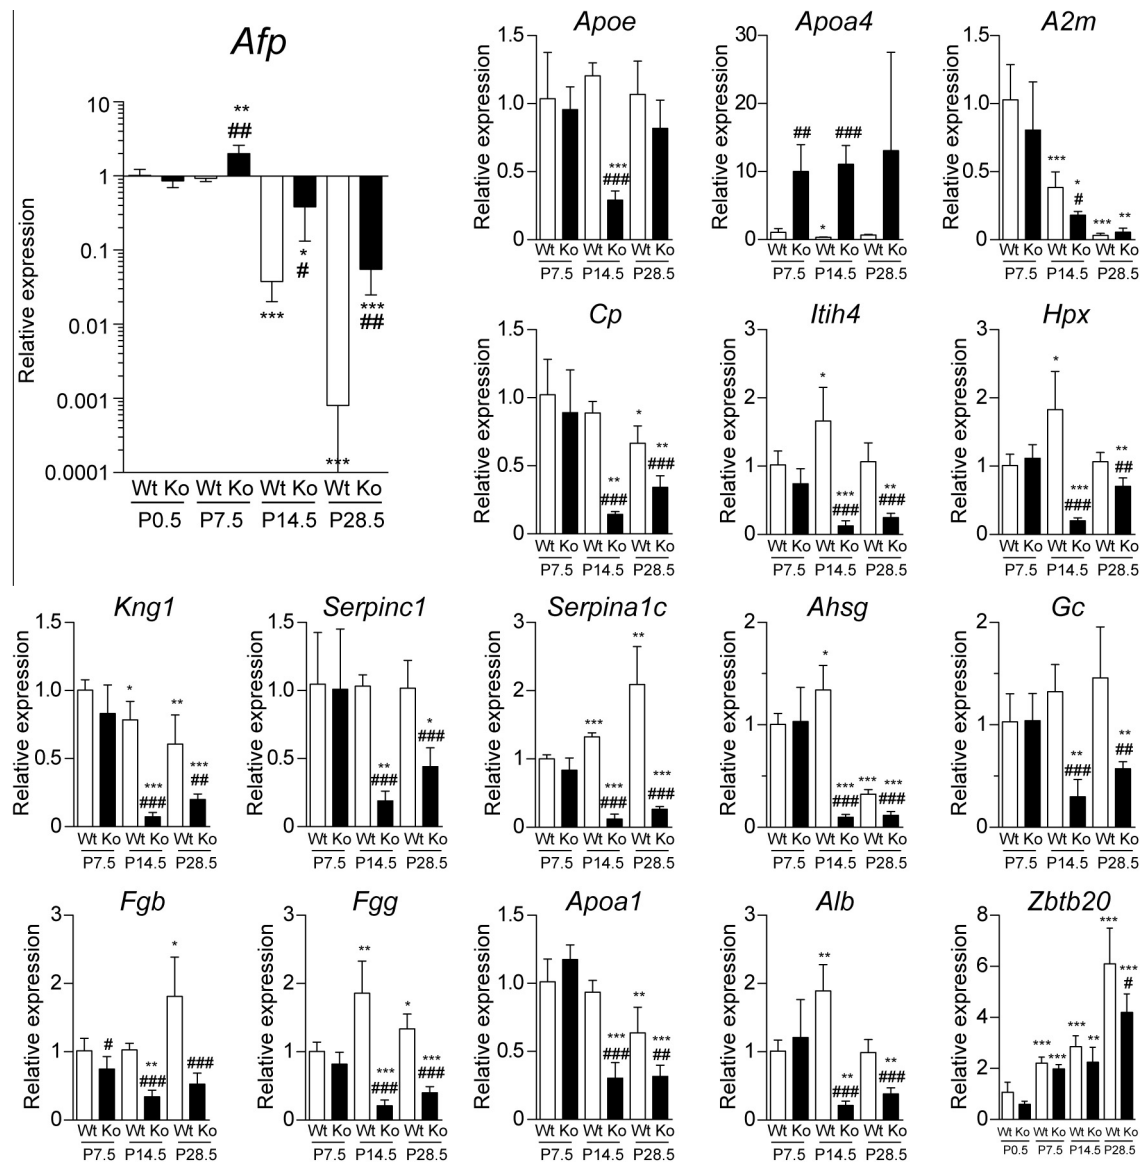 Afp
Relative expression
10
1
0.1
0.01
0.001
0.0001
**
##
***
*
#
***
***
##
Wt Ko Wt Ko Wt Ko Wt Ko
P0.5 P7.5 P14.5 P28.5
Apoe
Relative expression
1.5
1.0
0.5
0
***
###
Wt Ko Wt Ko Wt Ko
P7.5 P14.5 P28.5
Apoa4
Relative expression
30
20
10
0
##
*
###
Wt Ko Wt Ko Wt Ko
P7.5 P14.5 P28.5
A2m
Relative expression
1.5
1.0
0.5
0
***
*
#
***
**
Wt Ko Wt Ko Wt Ko
P7.5 P14.5 P28.5
Cp
Relative expression
1.5
1.0
0.5
0
**
###
*
**
###
Wt Ko Wt Ko Wt Ko
P7.5 P14.5 P28.5
Itih4
Relative expression
3
2
1
0
*
***
###
**
###
Wt Ko Wt Ko Wt Ko
P7.5 P14.5 P28.5
Hpx
Relative expression
3
2
1
0
*
***
###
**
##
Wt Ko Wt Ko Wt Ko
P7.5 P14.5 P28.5
Kng1
Relative expression
1.5
1.0
0.5
0
*
***
###
**
***
##
Wt Ko Wt Ko Wt Ko
P7.5 P14.5 P28.5
Serpinc1
Relative expression
1.5
1.0
0.5
0
**
###
*
###
Wt Ko Wt Ko Wt Ko
P7.5 P14.5 P28.5
Serpina1c
Relative expression
3
2
1
0
***
***
###
**
***
###
Wt Ko Wt Ko Wt Ko
P7.5 P14.5 P28.5
Ahsg
Relative expression
2
1
0
*
***
###
***
***
###
Wt Ko Wt Ko Wt Ko
P7.5 P14.5 P28.5
Gc
Relative expression
2
1
0
**
###
**
##
Wt Ko Wt Ko Wt Ko
P7.5 P14.5 P28.5
Fgb
Relative expression
3
2
1
0
#
**
###
*
###
Wt Ko Wt Ko Wt Ko
P7.5 P14.5 P28.5
Fgg
Relative expression
3
2
1
0
**
***
###
*
***
###
Wt Ko Wt Ko Wt Ko
P7.5 P14.5 P28.5
Apoa1
Relative expression
1.5
1.0
0.5
0
***
###
**
***
##
Wt Ko Wt Ko Wt Ko
P7.5 P14.5 P28.5
Alb
Relative expression
3
2
1
0
**
**
###
**
###
Wt Ko Wt Ko Wt Ko
P7.5 P14.5 P28.5
Zbtb20
Relative expression
8
6
4
2
0
***
***
***
**
***
***
#
Wt Ko Wt Ko Wt Ko Wt Ko
P0.5 P7.5 P14.5 P28.5